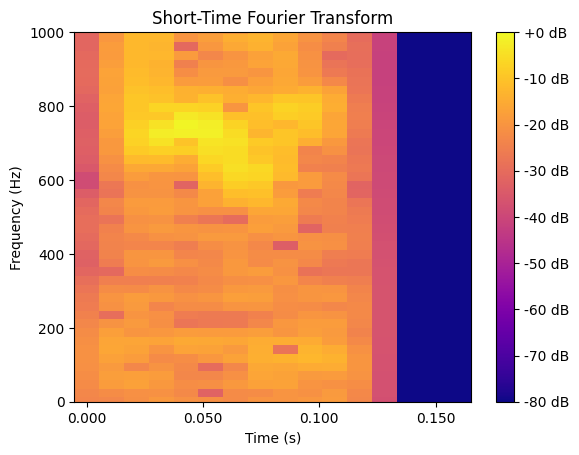 Short-Time Fourier Transform
1000
800
600
400
200
0
Frequency (Hz)
0.000
0.050
0.100
0.150
Time (s)
+0 dB
-10 dB
-20 dB
-30 dB
-40 dB
-50 dB
-60 dB
-70 dB
-80 dB